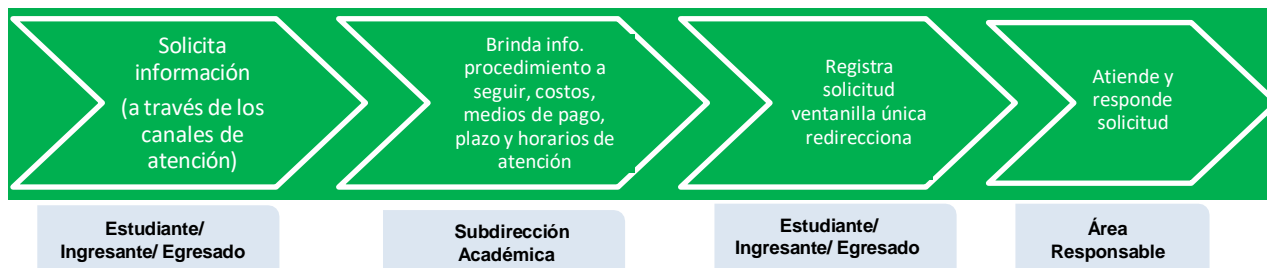 Solicita
información
(a través de los
canales de
atención)
Brinda info.
procedimiento a
seguir, costos,
medios de pago,
plazo y horarios de
atención
Registra
solicitud
ventanilla única
redirecciona
Atiende y
responde
solicitud
Estudiante/
Ingresante/ Egresado
Subdirección
Académica
Estudiante/
Ingresante/ Egresado
Área
Responsable